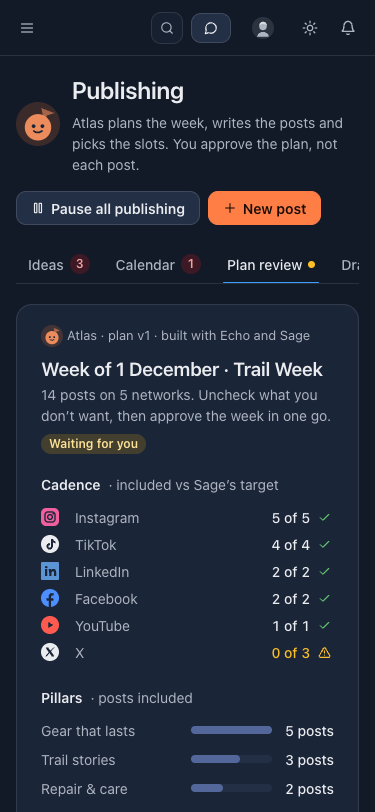 Publishing
Atlas plans the week, writes the posts and
picks the slots. You approve the plan, not
each post.
Pause all publishing
New post
Ideas 3 Calendar 1 Plan review Dra
Atlas · plan v1 · built with Echo and Sage
Week of 1 December · Trail Week
14 posts on 5 networks. Uncheck what you
don’t want, then approve the week in one go.
Waiting for you
Cadence · included vs Sage’s target
Instagram 5 of 5
TikTok 4 of 4
LinkedIn 2 of 2
Facebook 2 of 2
YouTube 1 of 1
X 0 of 3
Pillars · posts included
Gear that lasts 5 posts
Trail stories 3 posts
Repair & care 2 posts